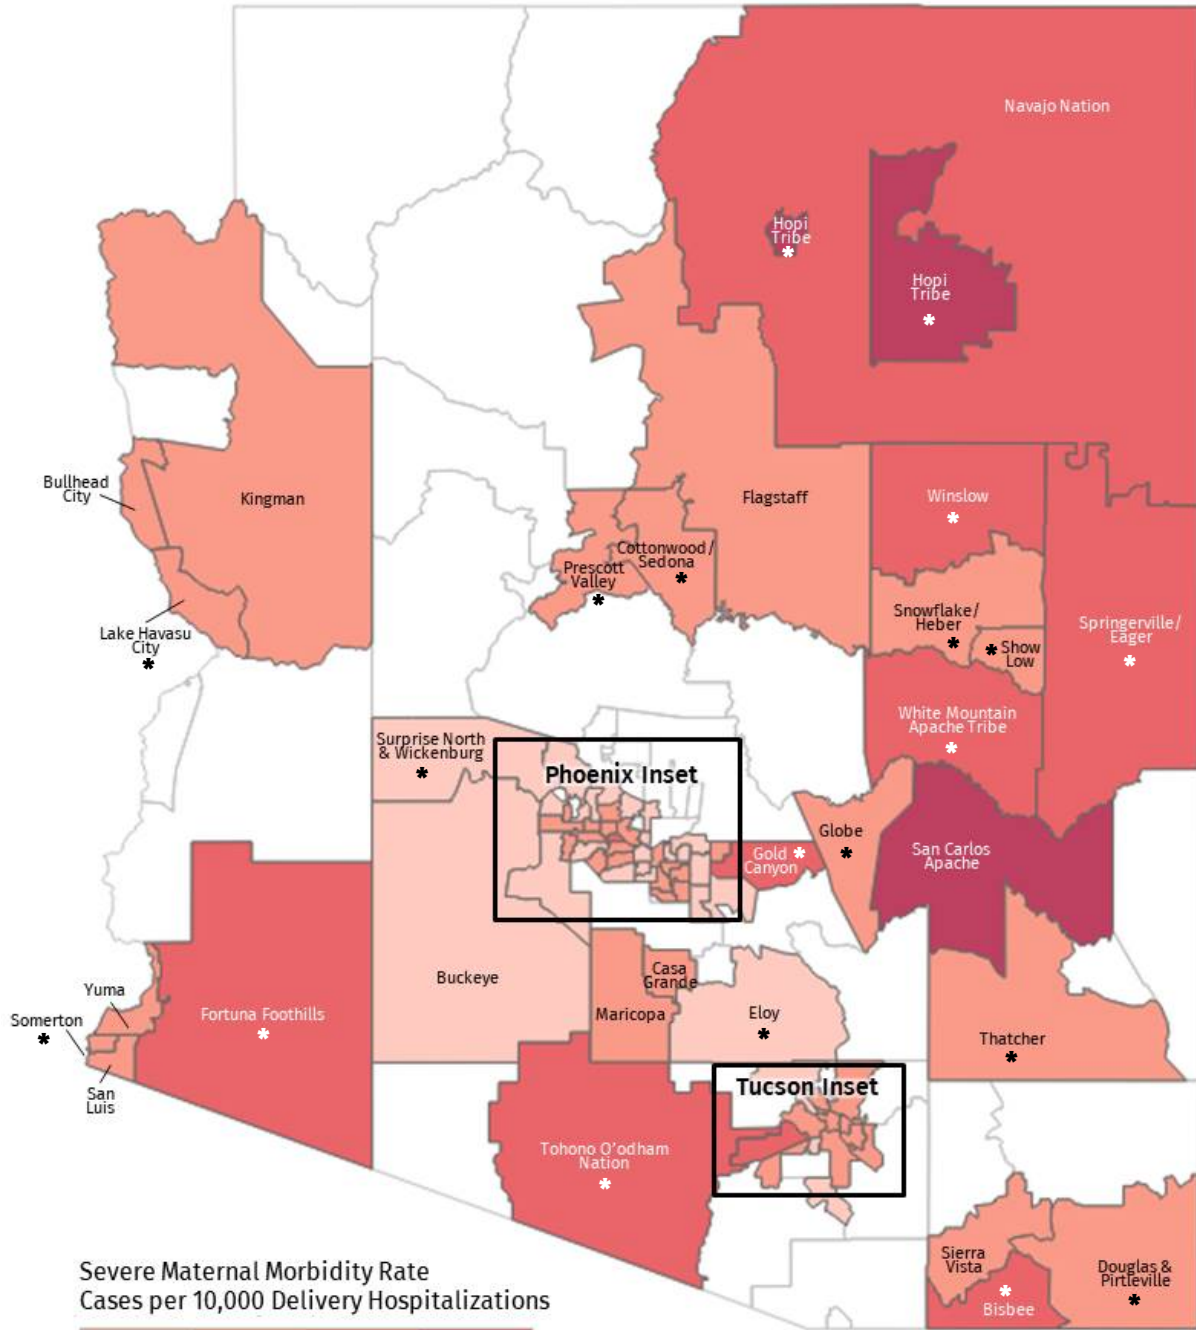 Navajo Nation
Hopi
Tribe
*
Hopi
Tribe
*
Bullhead
City
Kingman
Flagstaff
Winslow
*
Cottonwood/
Sedona
*
Prescott
Valley
*
Lake Havasu
City
*
Snowflake/
Heber
*
* Show
Low
Springerville/
Eager
*
White Mountain
Apache Tribe
*
Surprise North
& Wickenburg
*
Phoenix Inset
Globe
*
Gold *
Canyon
San Carlos
Apache
Buckeye
Casa
Grande
Maricopa
Eloy
*
Yuma
Somerton
*
San
Luis
Fortuna Foothills
*
Thatcher
*
Tucson Inset
Tohono O'odham
Nation
*
Sierra
Vista
*
Bisbee
Douglas &
Pirtleville
*
Severe Maternal Morbidity Rate
Cases per 10,000 Delivery Hospitalizations